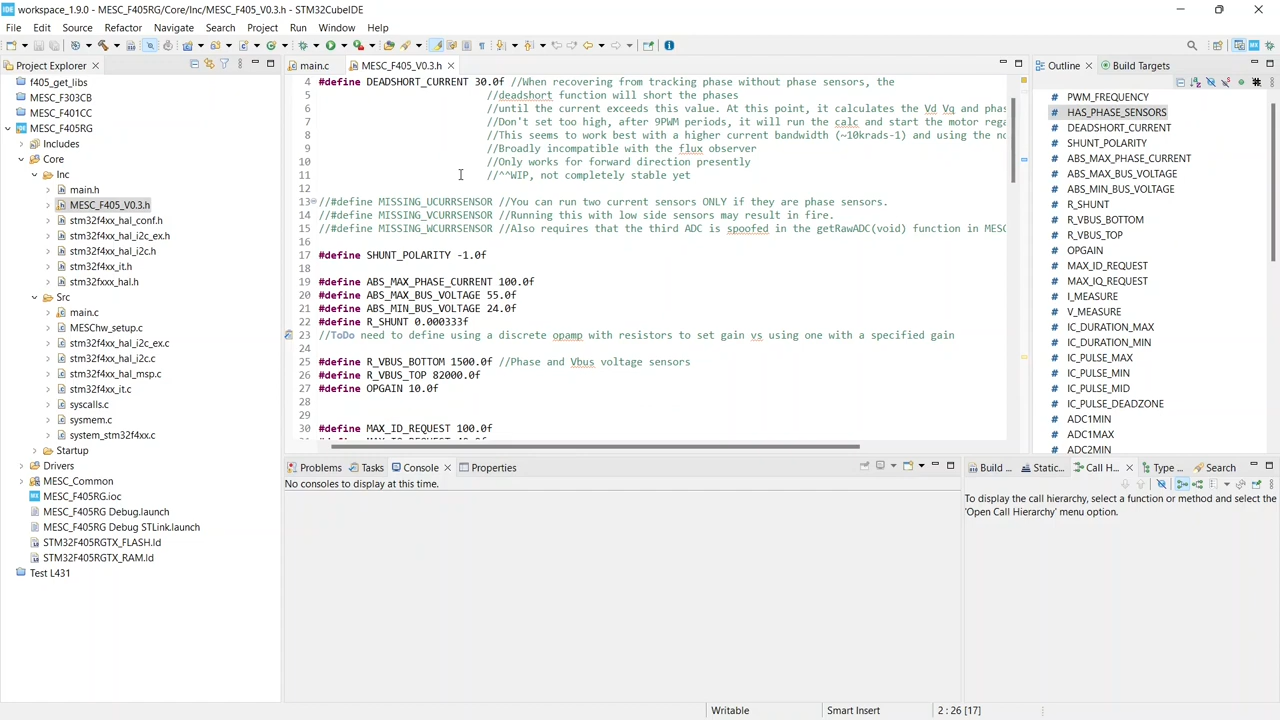 workspace_1.9.0 - MESC_F405RG/Core/Inc/MESC_F405_V0.3.h - STM32CubeIDE
File Edit Source Refactor Navigate Search Project Run Window Help
Project Explorer
f405_get_libs
MESC_F303CB
MESC_F401CC
MESC_F405RG
Includes
Core
Inc
main.h
MESC_F405_V0.3.h
stm32f4xx_hal_conf.h
stm32f4xx_hal_i2c_ex.h
stm32f4xx_hal_i2c.h
stm32f4xx_it.h
stm32fxxx_hal.h
Src
main.c
MESChw_setup.c
stm32f4xx_hal_i2c_ex.c
stm32f4xx_hal_i2c.c
stm32f4xx_hal_msp.c
stm32f4xx_it.c
syscalls.c
sysmem.c
system_stm32f4xx.c
Startup
Drivers
MESC_Common
MESC_F405RG.ioc
MESC_F405RG Debug.launch
MESC_F405RG Debug STLink.launch
STM32F405RGTX_FLASH.ld
STM32F405RGTX_RAM.ld
Test L431
main.c MESC_F405_V0.3.h
4 #define DEADSHORT_CURRENT 30.0f //When recovering from tracking phase without phase sensors, the
5 //deadshort function will short the phases
6 //until the current exceeds this value. At this point, it calculates the Vd Vq and phas
7 //Don't set too high, after 9PWM periods, it will run the calc and start the motor rega
8 //This seems to work best with a higher current bandwidth (~10krads-1) and using the no
9 //Broadly incompatible with the flux observer
10 //Only works for forward direction presently
11 //^^WIP, not completely stable yet
12
13 //#define MISSING_UCURRSENSOR //You can run two current sensors ONLY if they are phase sensors.
14 //#define MISSING_VCURRSENSOR //Running this with low side sensors may result in fire.
15 //#define MISSING_WCURRSENSOR //Also requires that the third ADC is spoofed in the getRawADC(void) function in MESC
16
17 #define SHUNT_POLARITY -1.0f
18
19 #define ABS_MAX_PHASE_CURRENT 100.0f
20 #define ABS_MAX_BUS_VOLTAGE 55.0f
21 #define ABS_MIN_BUS_VOLTAGE 24.0f
22 #define R_SHUNT 0.000333f
23 //ToDo need to define using a discrete opamp with resistors to set gain vs using one with a specified gain
24
25 #define R_VBUS_BOTTOM 1500.0f //Phase and Vbus voltage sensors
26 #define R_VBUS_TOP 82000.0f
27 #define OPGAIN 10.0f
28
29
30 #define MAX_ID_REQUEST 100.0f
Outline Build Targets
PWM_FREQUENCY
HAS_PHASE_SENSORS
DEADSHORT_CURRENT
SHUNT_POLARITY
ABS_MAX_PHASE_CURRENT
ABS_MAX_BUS_VOLTAGE
ABS_MIN_BUS_VOLTAGE
R_SHUNT
R_VBUS_BOTTOM
R_VBUS_TOP
OPGAIN
MAX_ID_REQUEST
MAX_IQ_REQUEST
I_MEASURE
V_MEASURE
IC_DURATION_MAX
IC_DURATION_MIN
IC_PULSE_MAX
IC_PULSE_MIN
IC_PULSE_MID
IC_PULSE_DEADZONE
ADC1MIN
ADC1MAX
ADC2MIN
Problems Tasks Console Properties
No consoles to display at this time.
Build ... Static... Call H... Type ... Search
To display the call hierarchy, select a function or method and select the
'Open Call Hierarchy' menu option.
Writable Smart Insert 2 : 26 [17]